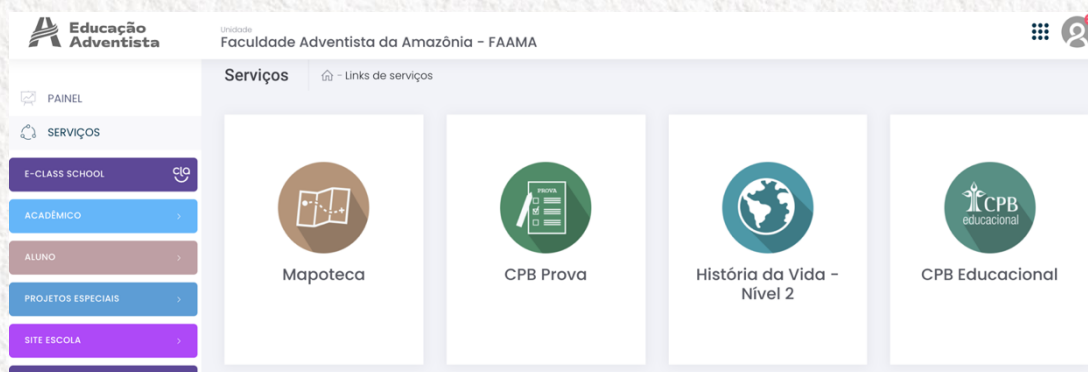 Educação
Adventista
Unidade
Faculdade Adventista da Amazônia - FAAMA
Serviços
- Links de serviços
PAINEL
SERVIÇOS
E-CLASS SCHOOL
ACADÊMICO
ALUNO
PROJETOS ESPECIAIS
SITE ESCOLA
Mapoteca
PROVA
CPB Prova
História da Vida -
Nível 2
CPB
educacional
CPB Educacional